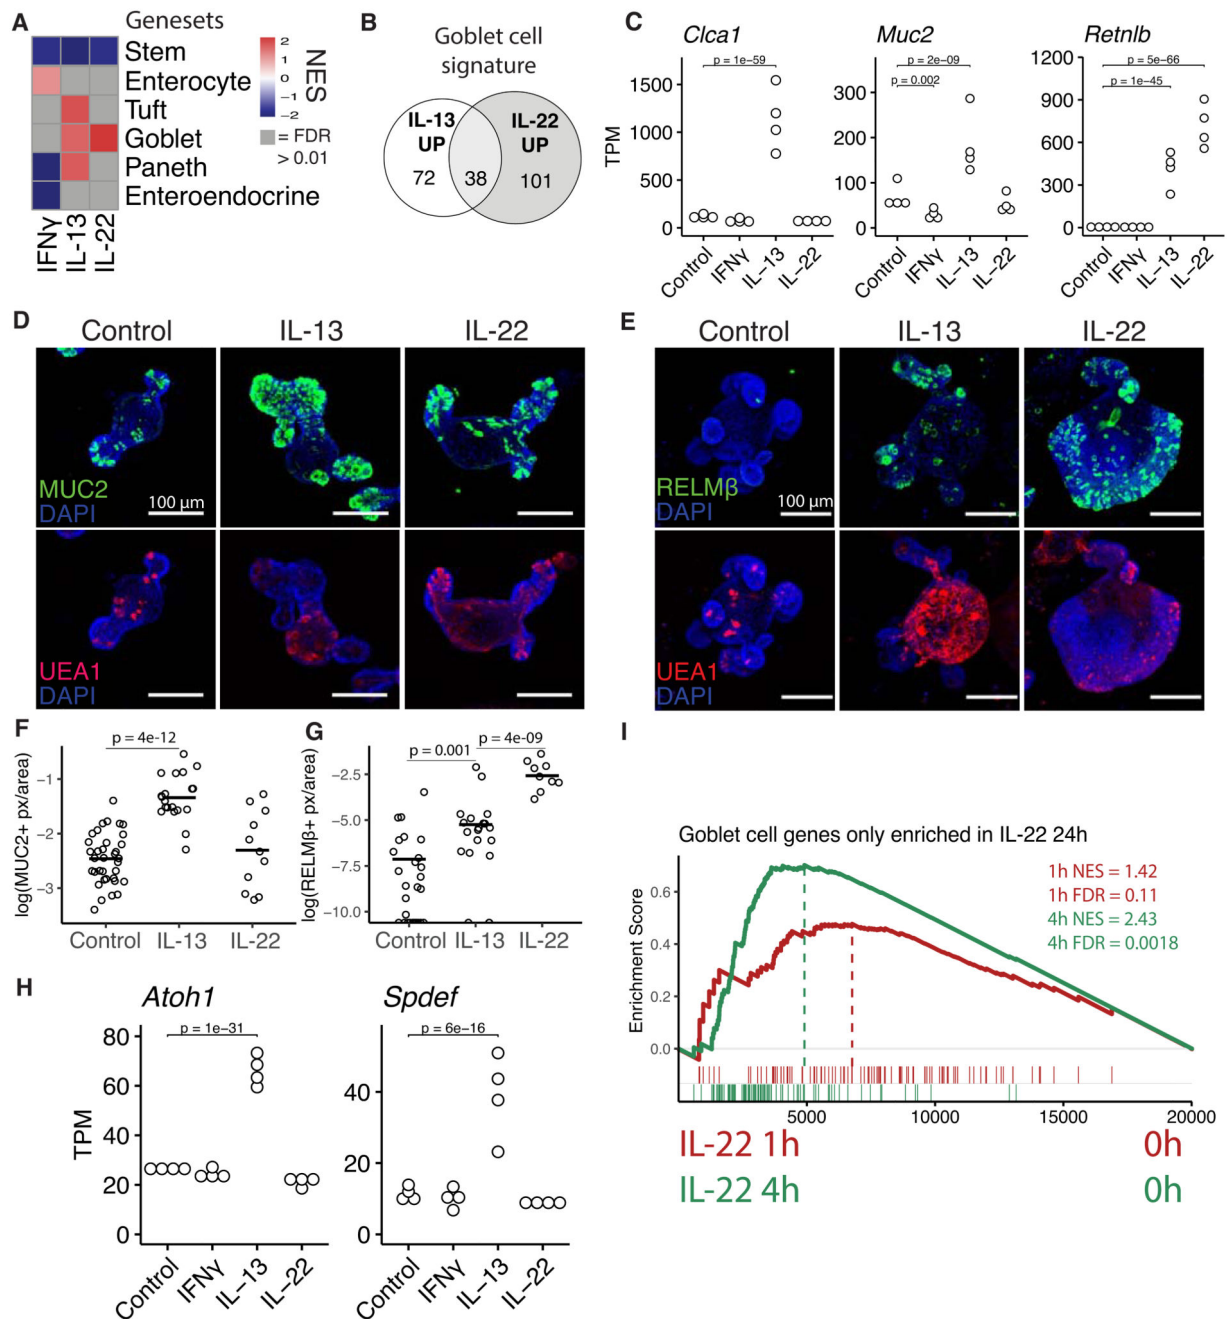 A
Genesets
Stem
Enterocyte
Tuft
Goblet
Paneth
Enteroendocrine
IFNγ
IL-13
IL-22
2
1
0
−1
−2
NES
= FDR
> 0.01
B
Goblet cell
signature
IL-13
UP
IL-22
UP
72
38
101
C
Clca1
Muc2
Retnlb
p = 1e−59
p = 2e−09
p = 0.002
p = 5e−66
p = 1e−45
TPM
1500
1000
500
0
300
200
100
0
1200
900
600
300
0
Control
IFNγ
IL−13
IL−22
Control
IFNγ
IL−13
IL−22
Control
IFNγ
IL−13
IL−22
D
Control
IL-13
IL-22
MUC2
DAPI
100 µm
UEA1
DAPI
E
Control
IL-13
IL-22
RELMβ
DAPI
100 µm
UEA1
DAPI
F
p = 4e−12
log(MUC2+ px/area)
−1
−2
−3
Control
IL-13
IL-22
G
p = 4e−09
p = 0.001
log(RELMβ+ px/area)
−2.5
−5.0
−7.5
−10.0
Control
IL-13
IL-22
H
Atoh1
Spdef
p = 1e−31
p = 6e−16
TPM
80
60
40
20
0
40
20
0
Control
IFNγ
IL−13
IL−22
Control
IFNγ
IL−13
IL−22
I
Goblet cell genes only enriched in IL-22 24h
1h NES = 1.42
1h FDR = 0.11
4h NES = 2.43
4h FDR = 0.0018
Enrichment Score
0.6
0.4
0.2
0.0
5000
10000
15000
20000
IL-22 1h
0h
IL-22 4h
0h